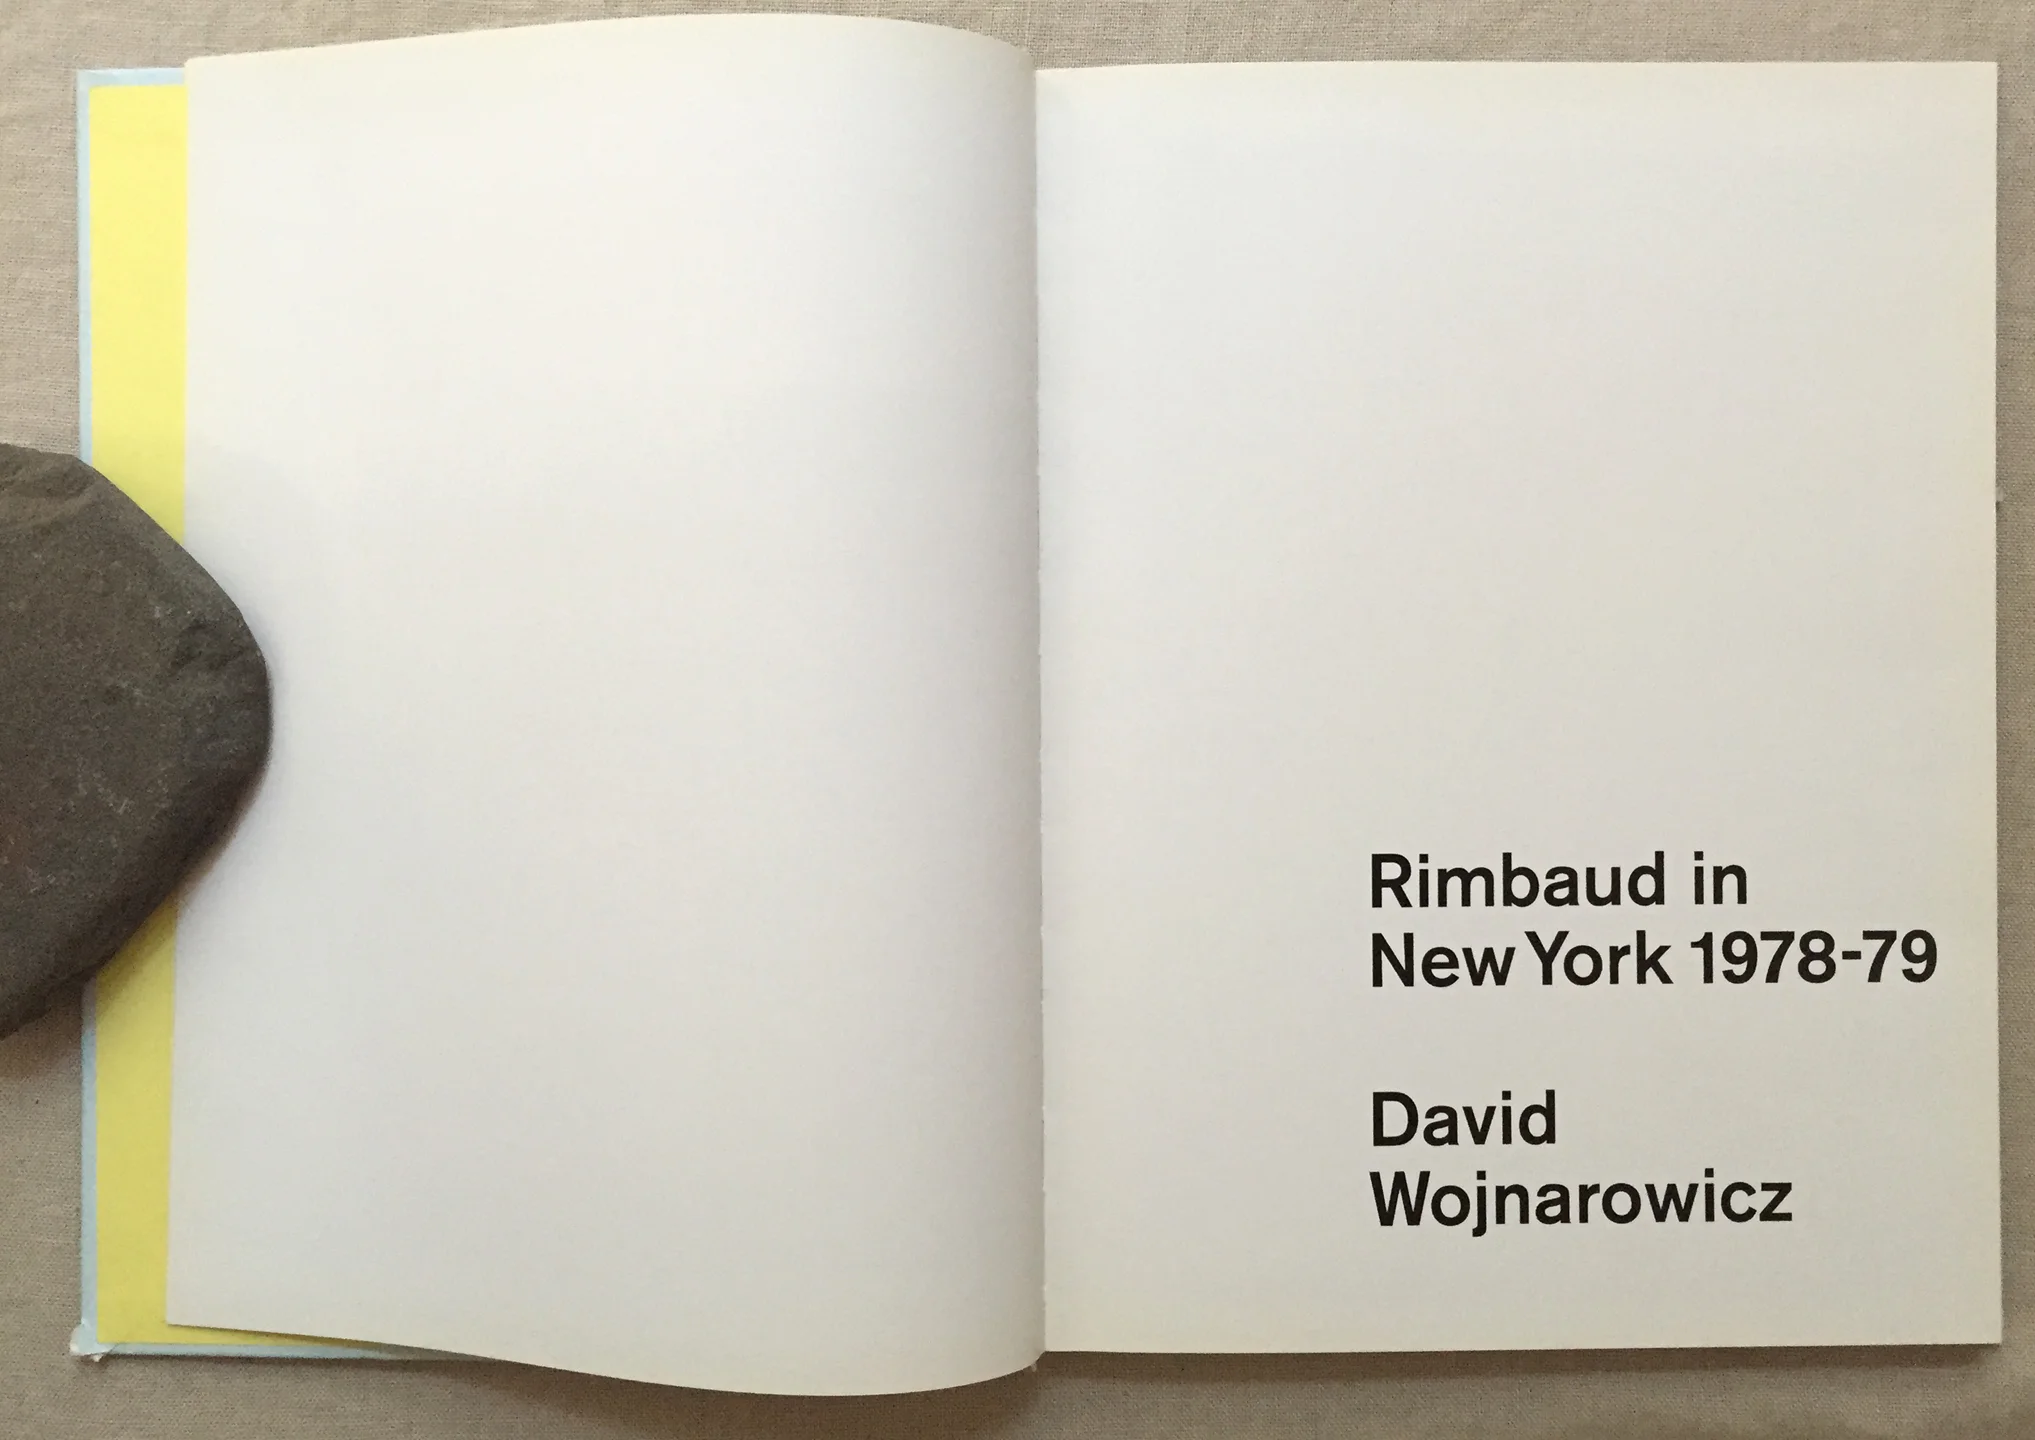 Rimbaud in
New York 1978-79
David
Wojnarowicz